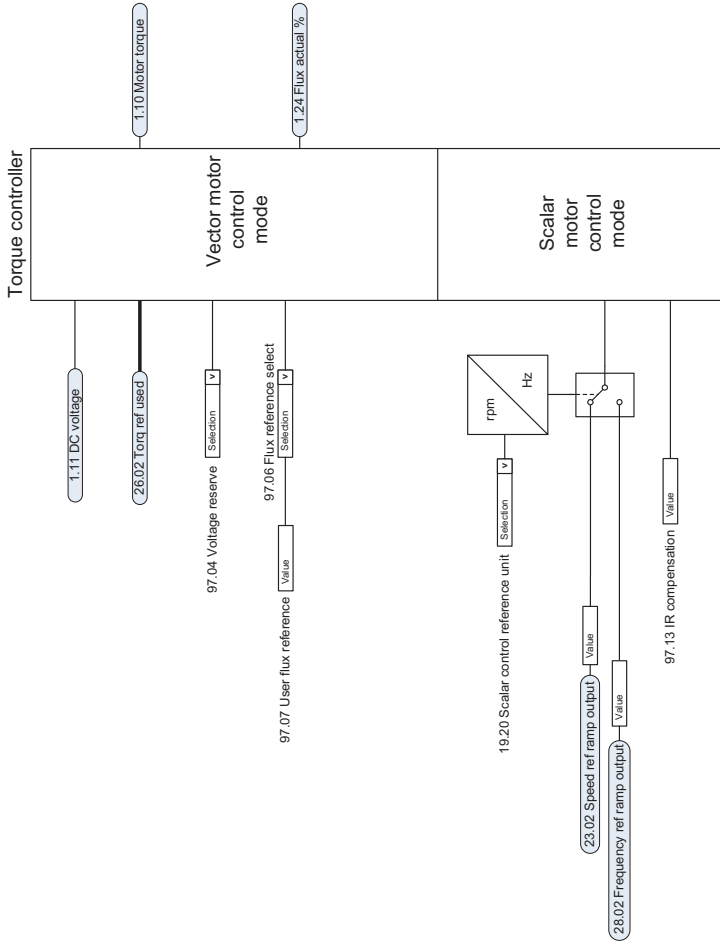 Torque controller
1.11 DC voltage
1.10 Motor torque
26.02 Torq ref used
97.04 Voltage reserve
Selection
v
Vector motor
control
mode
97.06 Flux reference select
97.07 User flux reference
Value
Selection
v
1.24 Flux actual %
rpm
Hz
19.20 Scalar control reference unit
Selection
v
Scalar
motor
control
mode
23.02 Speed ref ramp output
Value
28.02 Frequency ref ramp output
Value
97.13 IR compensation
Value